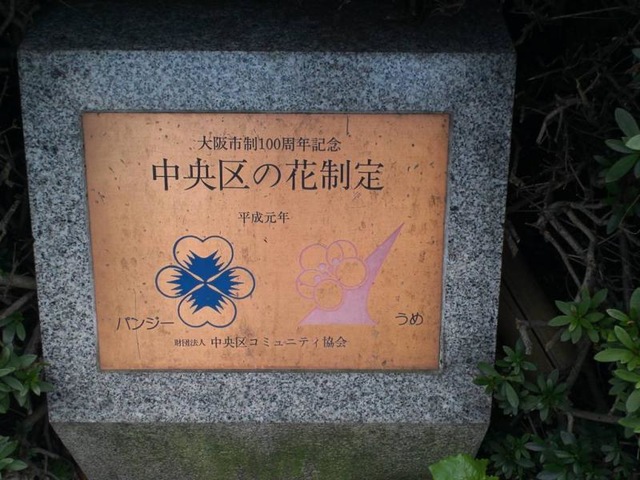 大阪市制100周年記念
中央区の花制定
平成元年
パンジー
うめ
財団法人 中央区コミュニティ協会